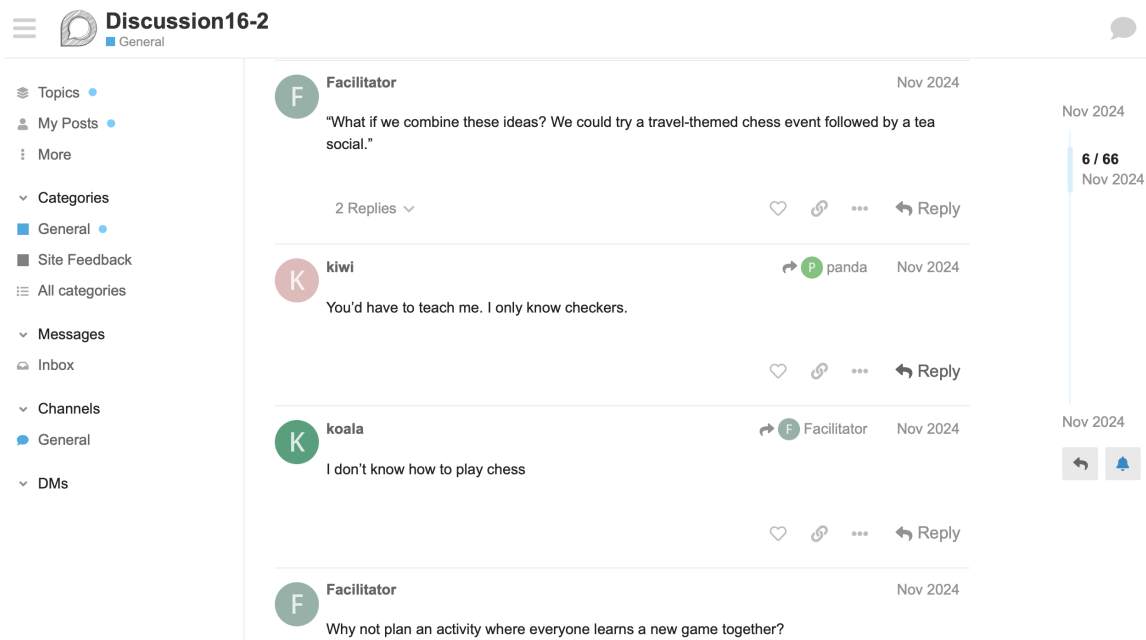 Discussion16-2
General
Topics
My Posts
More
Categories
General
Site Feedback
All categories
Messages
Inbox
Channels
General
DMs
F
Facilitator
Nov 2024
“What if we combine these ideas? We could try a travel-themed chess event followed by a tea
social.”
2 Replies
Reply
K
kiwi
P panda
Nov 2024
You’d have to teach me. I only know checkers.
Reply
K
koala
F Facilitator
Nov 2024
I don’t know how to play chess
Reply
F
Facilitator
Nov 2024
Why not plan an activity where everyone learns a new game together?
Nov 2024
6 / 66
Nov 2024
Nov 2024